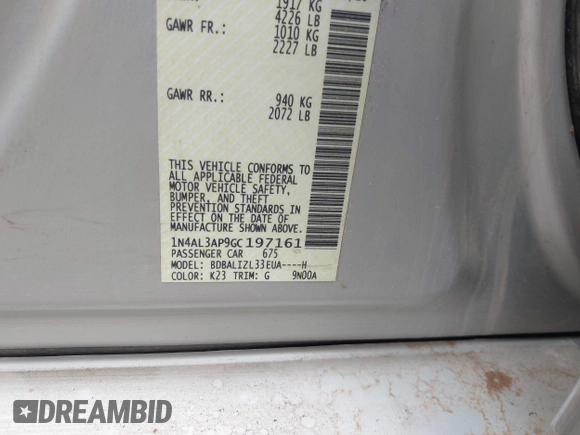 1917 KG
4226 LB
GAWR FR.: 1010 KG
2227 LB
GAWR RR.: 940 KG
2072 LB
THIS VEHICLE CONFORMS TO
ALL APPLICABLE FEDERAL
MOTOR VEHICLE SAFETY,
BUMPER, AND THEFT
PREVENTION STANDARDS IN
EFFECT ON THE DATE OF
MANUFACTURE SHOWN ABOVE.
1N4AL3AP9GC197161
PASSENGER CAR 675
MODEL: BDBALIZL33EUA----H
COLOR: K23 TRIM: G 9N00A
DREAMBID